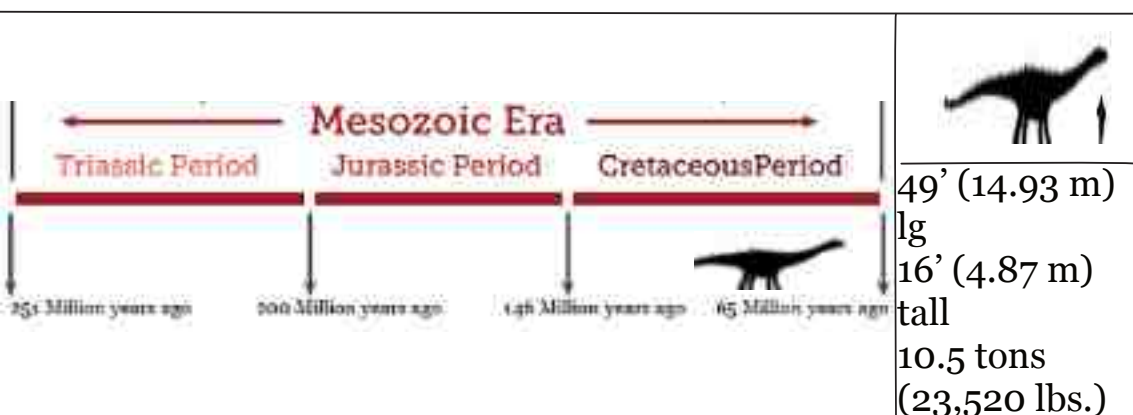 Mesozoic Era
Triassic Period Jurassic Period CretaceousPeriod
251 Million years ago 200 Million years ago 146 Million years ago 65 Million years ago
49’ (14.93 m)
lg
16’ (4.87 m)
tall
10.5 tons
(23,520 lbs.)